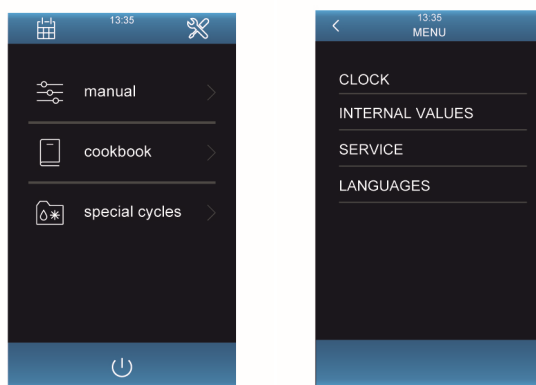 13:35
manual
cookbook
special cycles
13:35
MENU
CLOCK
INTERNAL VALUES
SERVICE
LANGUAGES